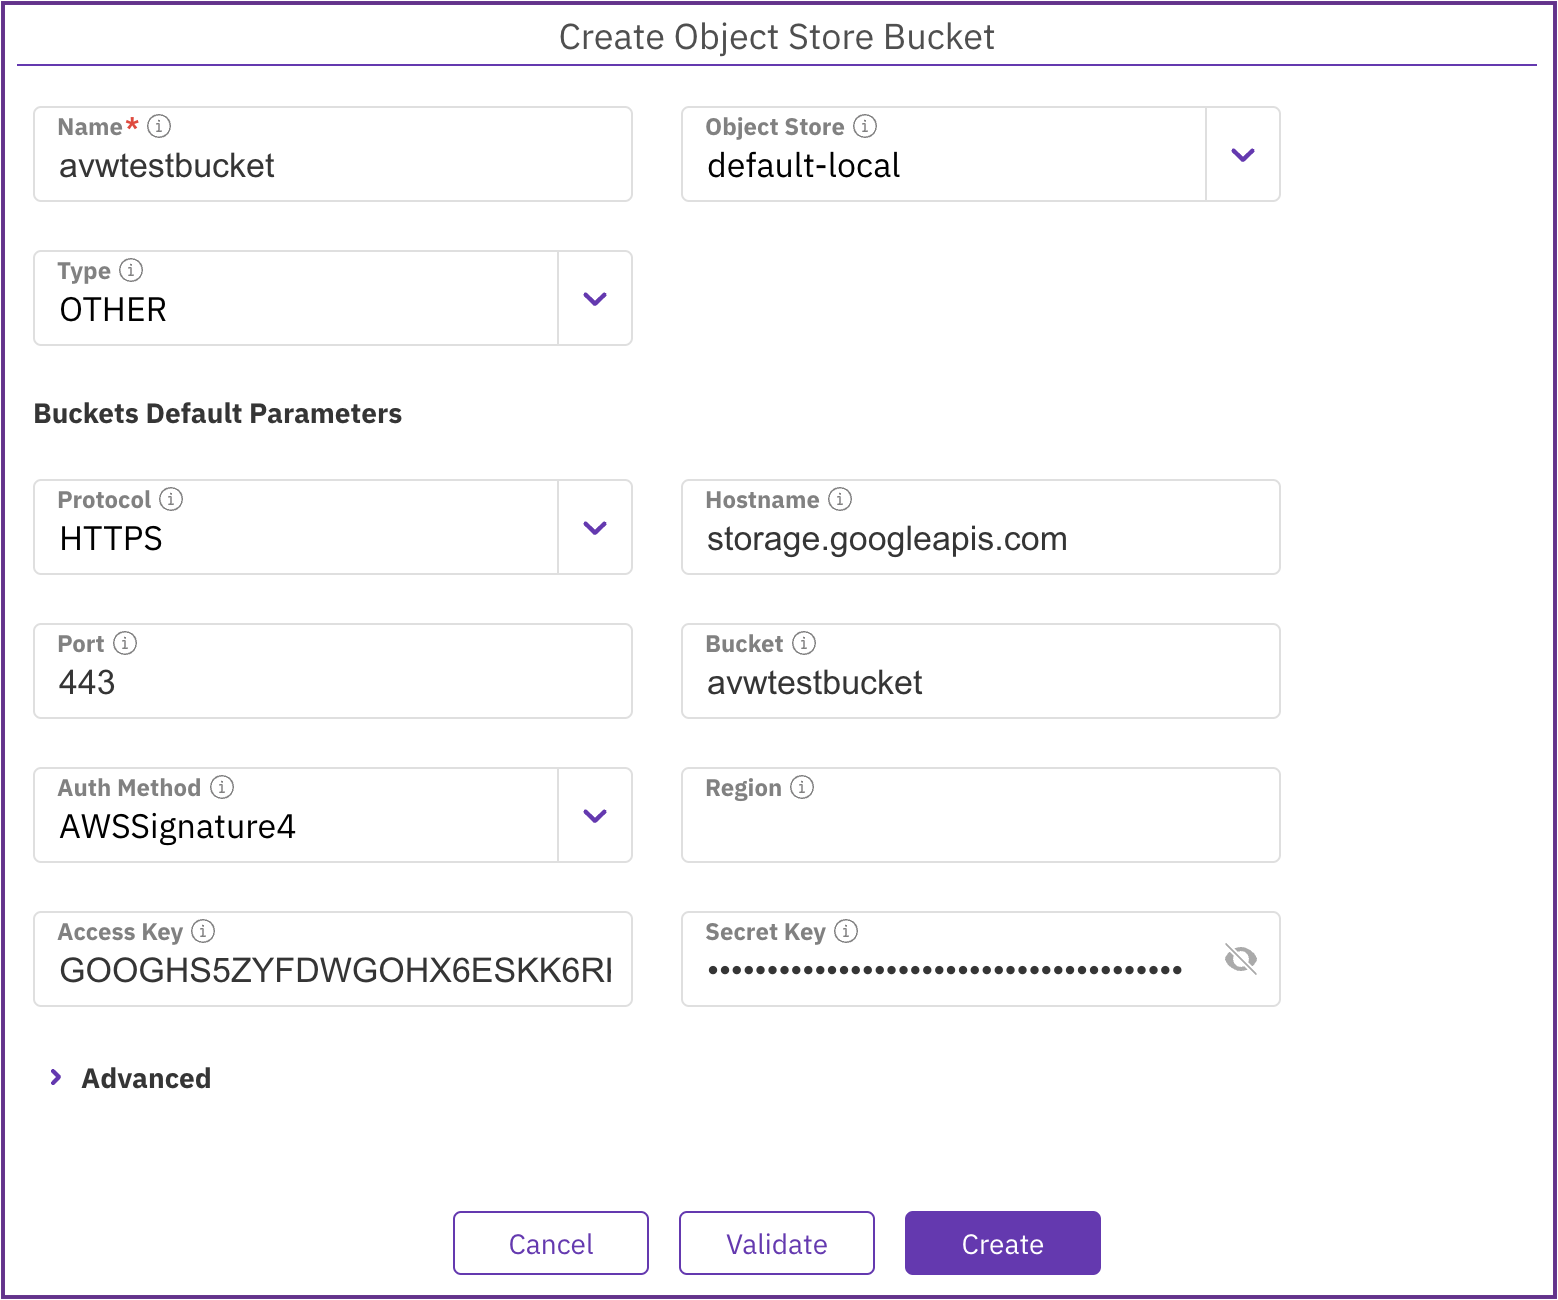 Create Object Store Bucket
Name*
avwtestbucket
Object Store
default-local
Type
OTHER
Buckets Default Parameters
Protocol
HTTPS
Hostname
storage.googleapis.com
Port
443
Bucket
avwtestbucket
Auth Method
AWSSignature4
Region
Access Key
GOOGHS5ZYFDWGOHX6ESKK6R
Secret Key
••••••••••••••••••••••••••••••••••••••••
Advanced
Cancel
Validate
Create